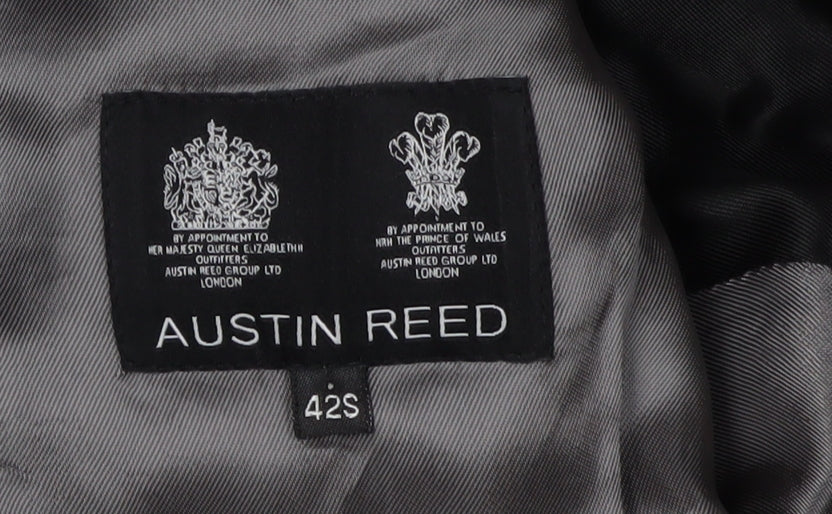 BY APPOINTMENT TO
HER MAJESTY QUEEN ELIZABETH II
OUTFITTERS
AUSTIN REED GROUP LTD
LONDON
BY APPOINTMENT TO
HRH THE PRINCE OF WALES
OUTFITTERS
AUSTIN REED GROUP LTD
LONDON
AUSTIN REED
42S